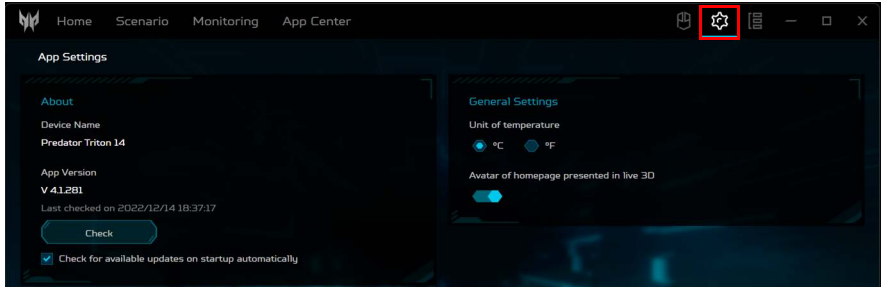 Home Scenario Monitoring App Center
App Settings
About
Device Name
Predator Triton 14
App Version
V 4.1.281
Last checked on 2022/12/14 18:37:17
Check
Check for available updates on startup automatically
General Settings
Unit of temperature
°C °F
Avatar of homepage presented in live 3D